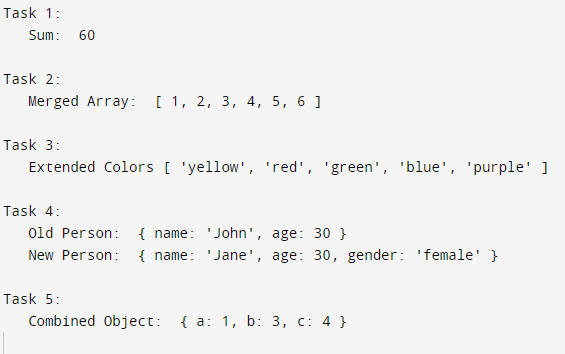 Task 1:
Sum:  60
Task 2:
Merged Array:  [ 1, 2, 3, 4, 5, 6 ]
Task 3:
Extended Colors [ 'yellow', 'red', 'green', 'blue', 'purple' ]
Task 4:
Old Person:  { name: 'John', age: 30 }
New Person:  { name: 'Jane', age: 30, gender: 'female' }
Task 5:
Combined Object:  { a: 1, b: 3, c: 4 }